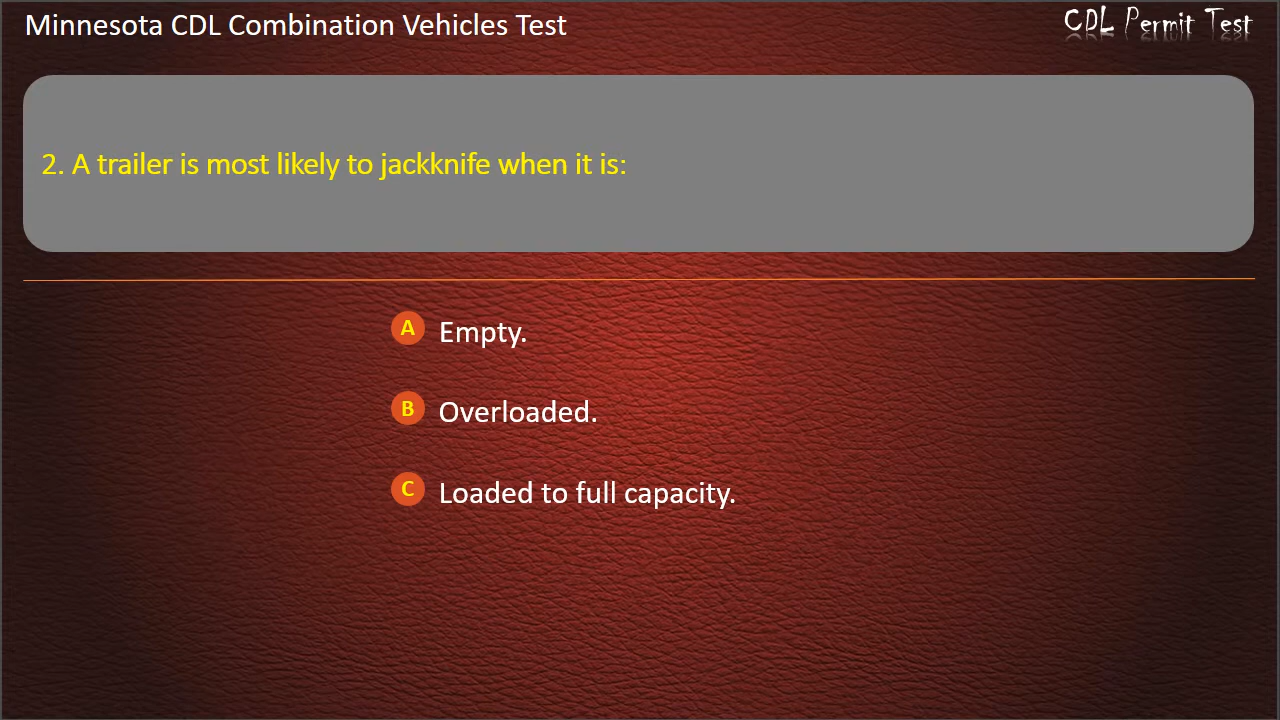 Minnesota CDL Combination Vehicles Test
CDL Permit Test
2. A trailer is most likely to jackknife when it is:
A Empty.
B Overloaded.
C Loaded to full capacity.